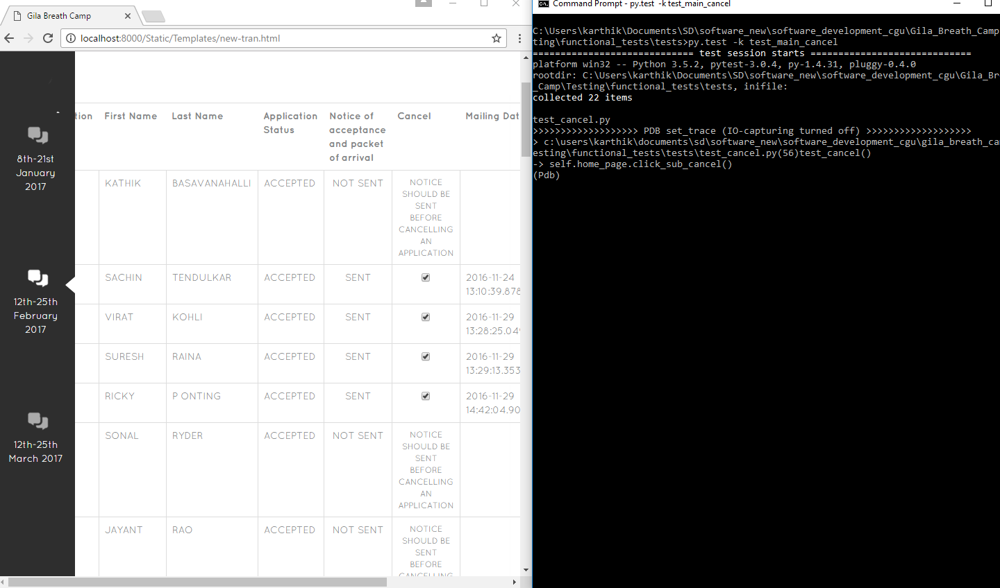 Gila Breath Camp
localhost:8000/Static/Templates/new-tran.html
8th-21st
January
2017
12th-25th
February
2017
12th-25th
March 2017
tion First Name Last Name Application Status Notice of acceptance and packet of arrival Cancel Mailing Dat
KATHIK BASAVANAHALLI ACCEPTED NOT SENT NOTICE SHOULD BE SENT BEFORE CANCELLING AN APPLICATION
SACHIN TENDULKAR ACCEPTED SENT 2016-11-24 13:10:39.878
VIRAT KOHLI ACCEPTED SENT 2016-11-29 13:28:25.049
SURESH RAINA ACCEPTED SENT 2016-11-29 13:29:13.353
RICKY P ONTING ACCEPTED SENT 2016-11-29 14:42:04.90
SONAL RYDER ACCEPTED NOT SENT NOTICE SHOULD BE SENT BEFORE CANCELLING AN APPLICATION
JAYANT RAO ACCEPTED NOT SENT NOTICE SHOULD BE SENT BEFORE CANCELLING
Command Prompt - py.test  -k test_main_cancel
C:\Users\karthik\Documents\SD\software_new\software_development_cgu\Gila_Breath_Camp
ting\functional_tests\tests>py.test -k test_main_cancel
============================= test session starts =============================
platform win32 -- Python 3.5.2, pytest-3.0.4, py-1.4.31, pluggy-0.4.0
rootdir: C:\Users\karthik\Documents\SD\software_new\software_development_cgu\Gila_Br
_Camp\Testing\functional_tests\tests, inifile:
collected 22 items
test_cancel.py
>>>>>>>>>>>>>>>>>>> PDB set_trace (IO-capturing turned off) >>>>>>>>>>>>>>>>>>>
> c:\users\karthik\documents\sd\software_new\software_development_cgu\gila_breath_ca
esting\functional_tests\tests\test_cancel.py(56)test_cancel()
-> self.home_page.click_sub_cancel()
(Pdb)